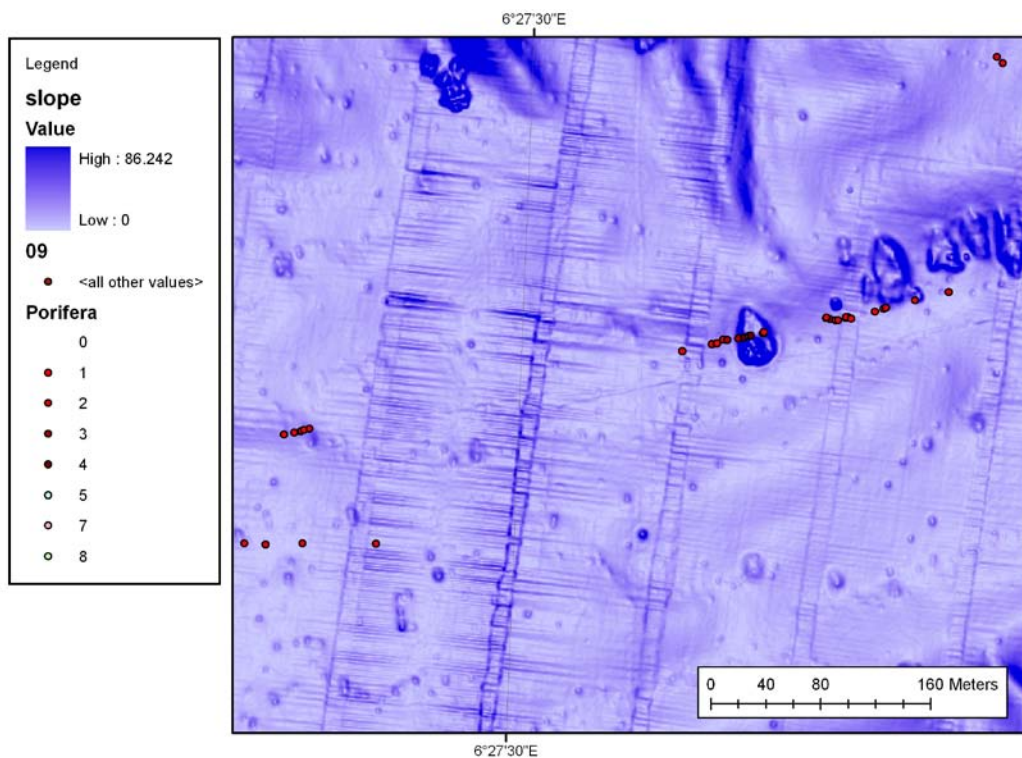 6°27'30"E
Legend
slope
Value
High : 86.242
Low : 0
09
<all other values>
Porifera
0
1
2
3
4
5
7
8
0 40 80 160 Meters
6°27'30"E